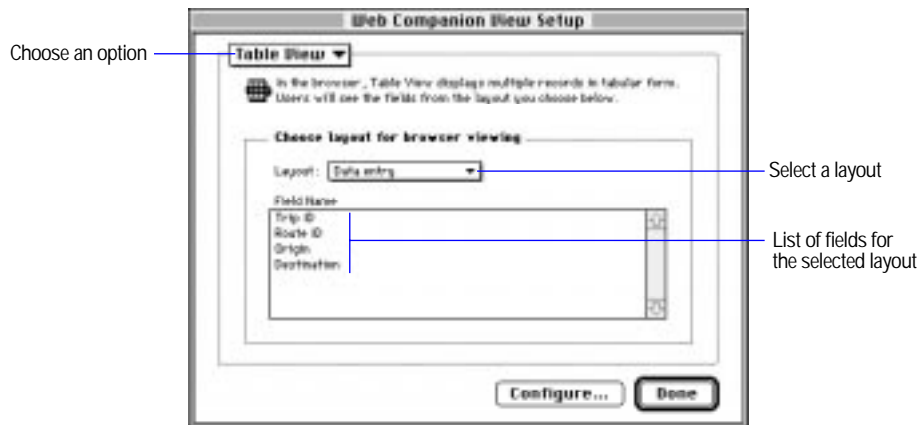 Web Companion View Setup
Choose an option
Table View
In the browser, Table View displays multiple records in tabular form.
Users will see the fields from the layout you choose below.
Choose layout for browser viewing
Layout: Data entry
Select a layout
Field Name
Trip ID
Route ID
Origin
Destination
List of fields for
the selected layout
Configure...
Done